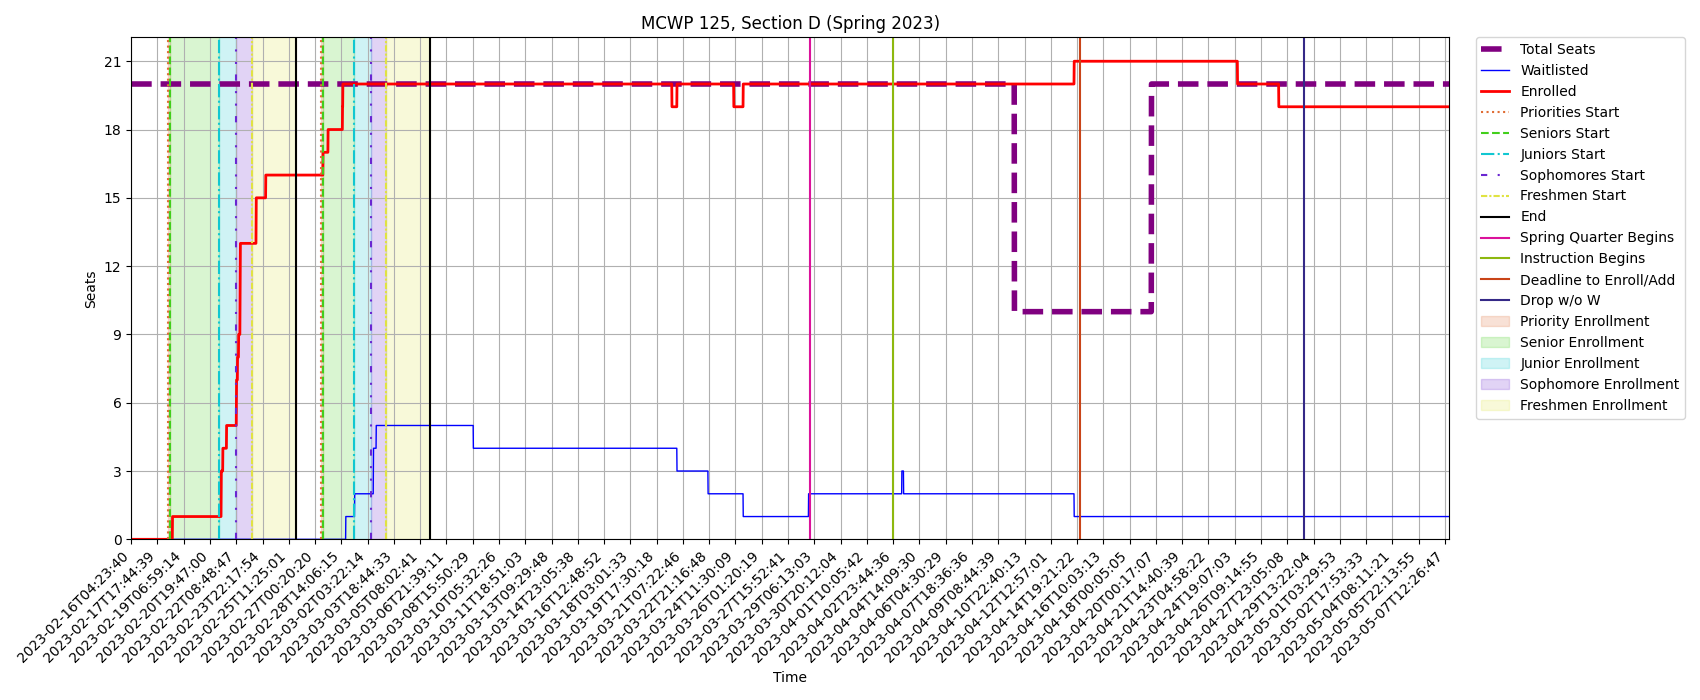 MCWP 125, Section D (Spring 2023)
Seats
21
18
15
12
9
6
3
0
2023-02-16T04:23:40
2023-02-17T17:44:39
2023-02-19T06:59:14
2023-02-20T19:47:00
2023-02-22T08:48:47
2023-02-23T22:17:54
2023-02-25T11:25:01
2023-02-27T00:20:20
2023-02-28T14:06:15
2023-03-02T03:22:14
2023-03-03T18:44:33
2023-03-05T08:02:41
2023-03-06T21:39:11
2023-03-08T15:50:29
2023-03-10T05:32:26
2023-03-11T18:51:03
2023-03-13T09:29:48
2023-03-14T23:05:38
2023-03-16T12:48:52
2023-03-18T03:01:33
2023-03-19T17:30:18
2023-03-21T07:22:46
2023-03-22T21:16:48
2023-03-24T11:30:09
2023-03-26T01:20:19
2023-03-27T15:52:41
2023-03-29T06:13:03
2023-03-30T20:12:04
2023-04-01T10:05:42
2023-04-02T23:44:36
2023-04-04T14:09:30
2023-04-06T04:30:29
2023-04-07T18:36:36
2023-04-09T08:44:39
2023-04-10T22:40:13
2023-04-12T12:57:01
2023-04-14T19:21:22
2023-04-16T10:03:13
2023-04-18T00:05:05
2023-04-20T00:17:07
2023-04-21T14:40:39
2023-04-23T04:58:22
2023-04-24T19:07:03
2023-04-26T09:14:55
2023-04-27T23:05:08
2023-04-29T13:22:04
2023-05-01T03:29:53
2023-05-02T17:53:33
2023-05-04T08:11:21
2023-05-05T22:13:55
2023-05-07T12:26:47
Time
Total Seats
Waitlisted
Enrolled
Priorities Start
Seniors Start
Juniors Start
Sophomores Start
Freshmen Start
End
Spring Quarter Begins
Instruction Begins
Deadline to Enroll/Add
Drop w/o W
Priority Enrollment
Senior Enrollment
Junior Enrollment
Sophomore Enrollment
Freshmen Enrollment